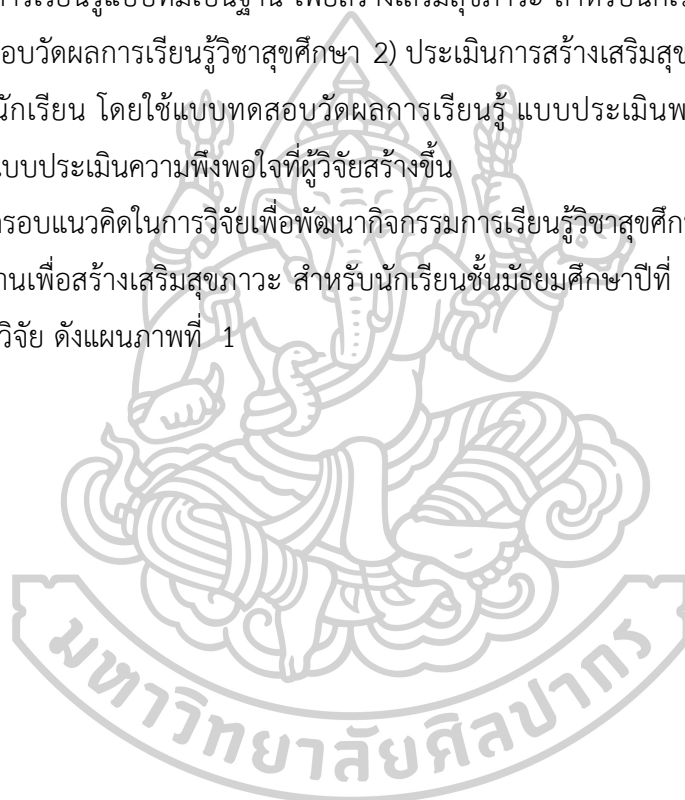 การเรียนรู้แบบทีมเป็นฐาน เพื่อสร้างเสริมสุขภาวะ สำหรับนักเรี
อบวัดผลการเรียนรู้วิชาสุขศึกษา 2) ประเมินการสร้างเสริมสุข
นักเรียน โดยใช้แบบทดสอบวัดผลการเรียนรู้ แบบประเมินพ
แบบประเมินความพึงพอใจที่ผู้วิจัยสร้างขึ้น
กรอบแนวคิดในการวิจัยเพื่อพัฒนากิจกรรมการเรียนรู้วิชาสุขศึก
านเพื่อสร้างเสริมสุขภาวะ สำหรับนักเรียนชั้นมัธยมศึกษาปีที่
วิจัย ดังแผนภาพที่ 1
มหาวิทยาลัยศิลปากร